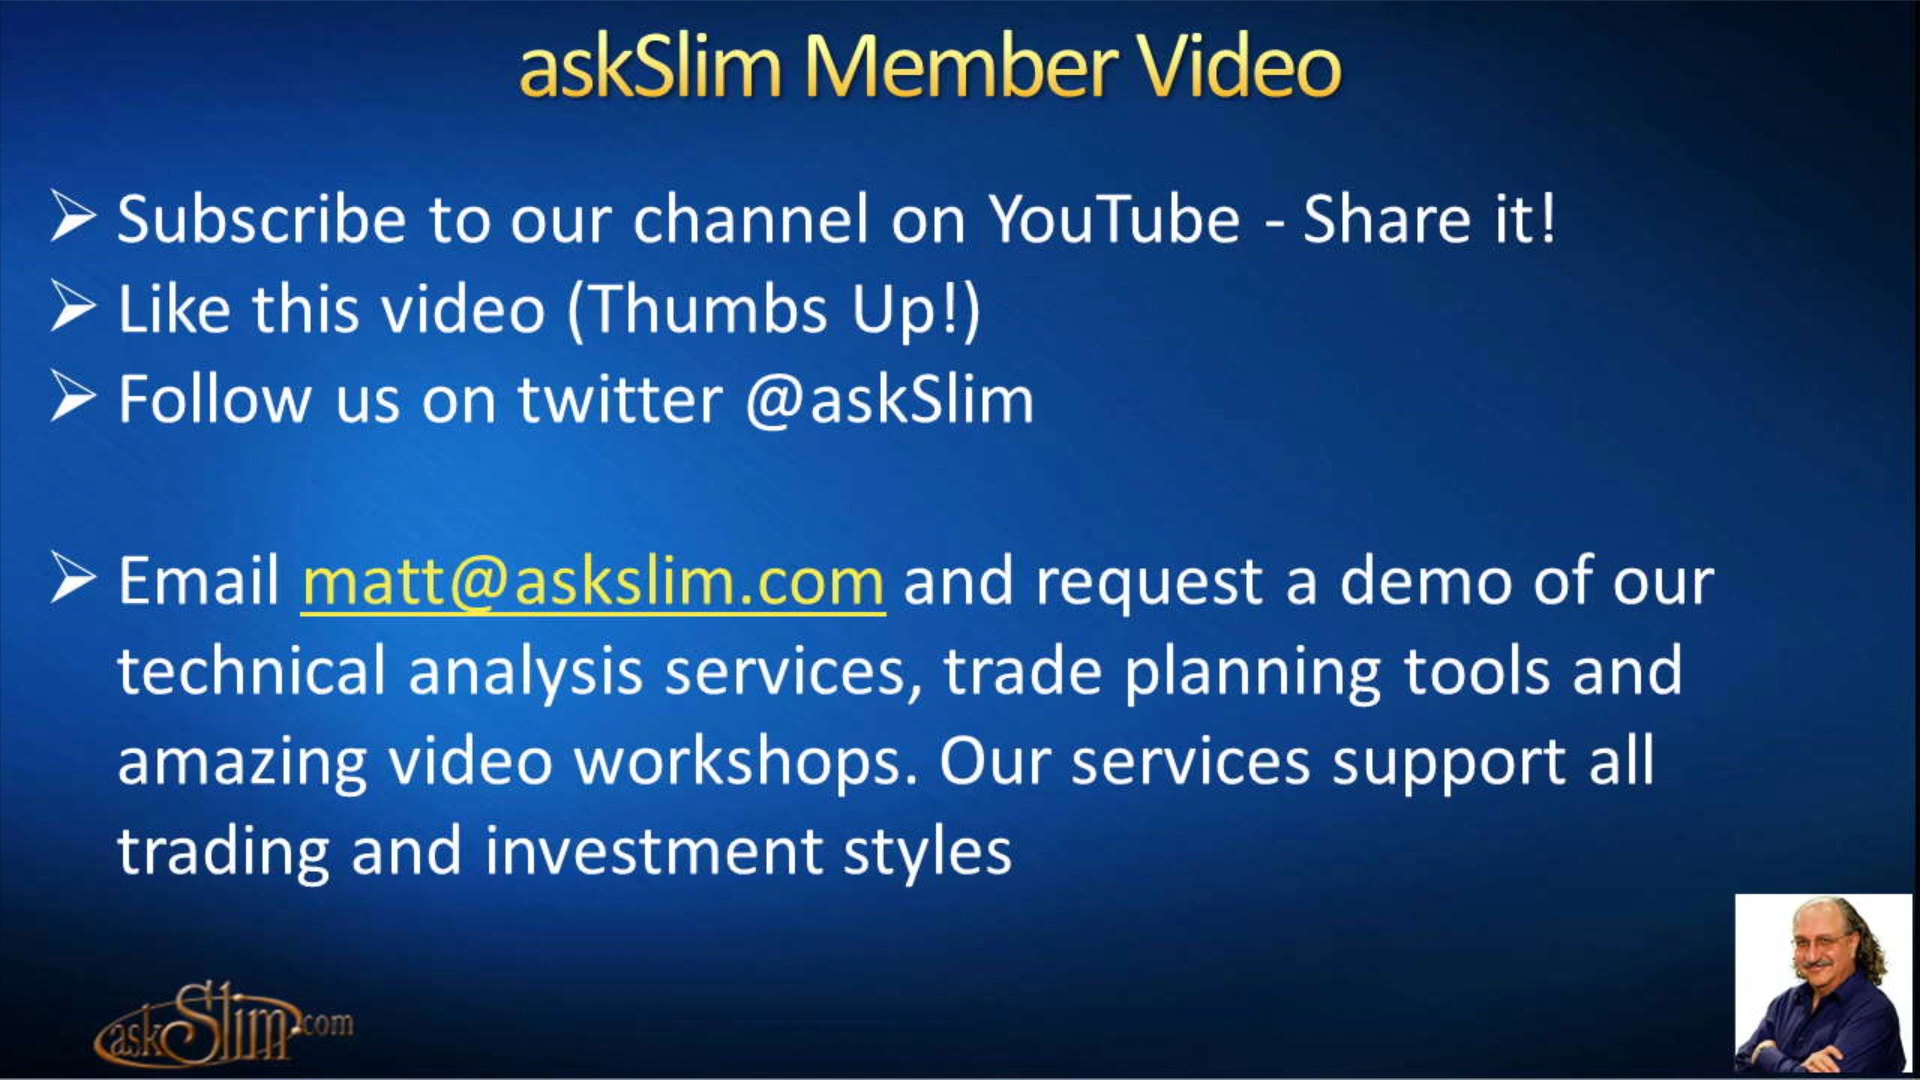 askSlim Member Video
➢ Subscribe to our channel on YouTube - Share it!
➢ Like this video (Thumbs Up!)
➢ Follow us on twitter @askSlim
➢ Email matt@askslim.com and request a demo of our
technical analysis services, trade planning tools and
amazing video workshops. Our services support all
trading and investment styles
askSlim.com